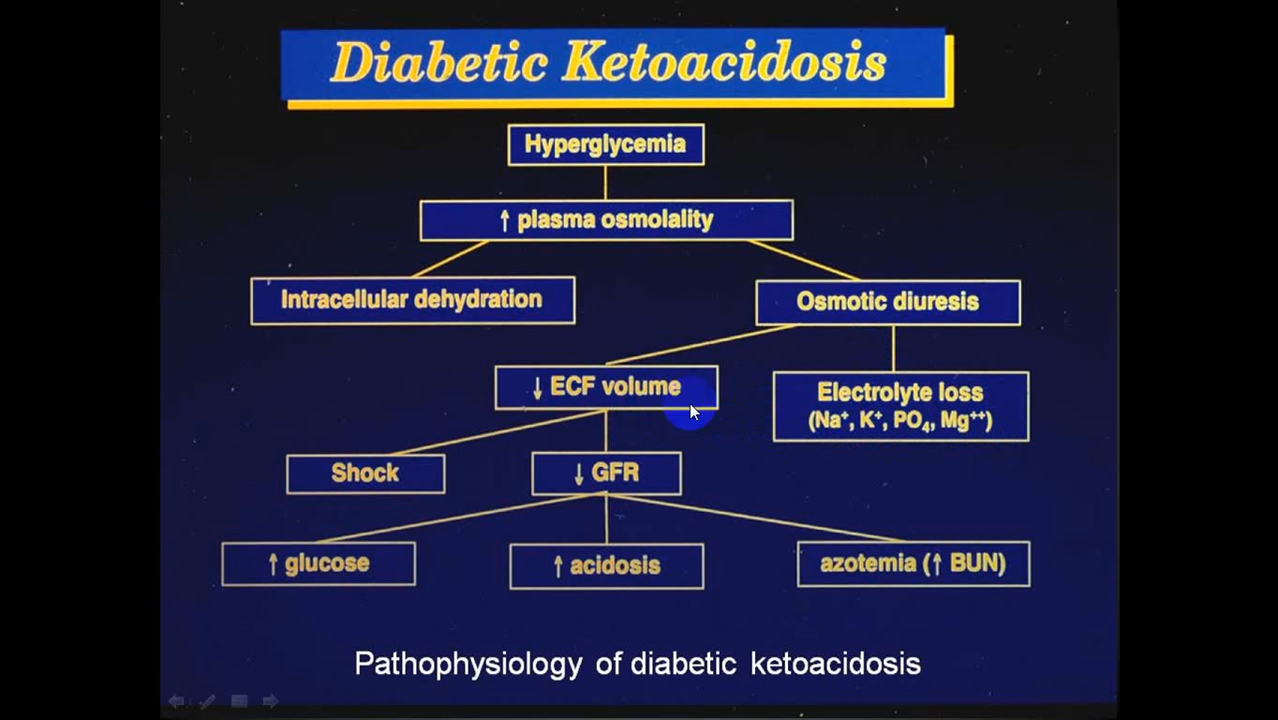 Diabetic Ketoacidosis
Hyperglycemia
↑ plasma osmolality
Intracellular dehydration
Osmotic diuresis
↓ ECF volume
Electrolyte loss
(Na⁺, K⁺, PO₄, Mg⁺⁺)
Shock
↓ GFR
↑ glucose
↑ acidosis
azotemia (↑ BUN)
Pathophysiology of diabetic ketoacidosis